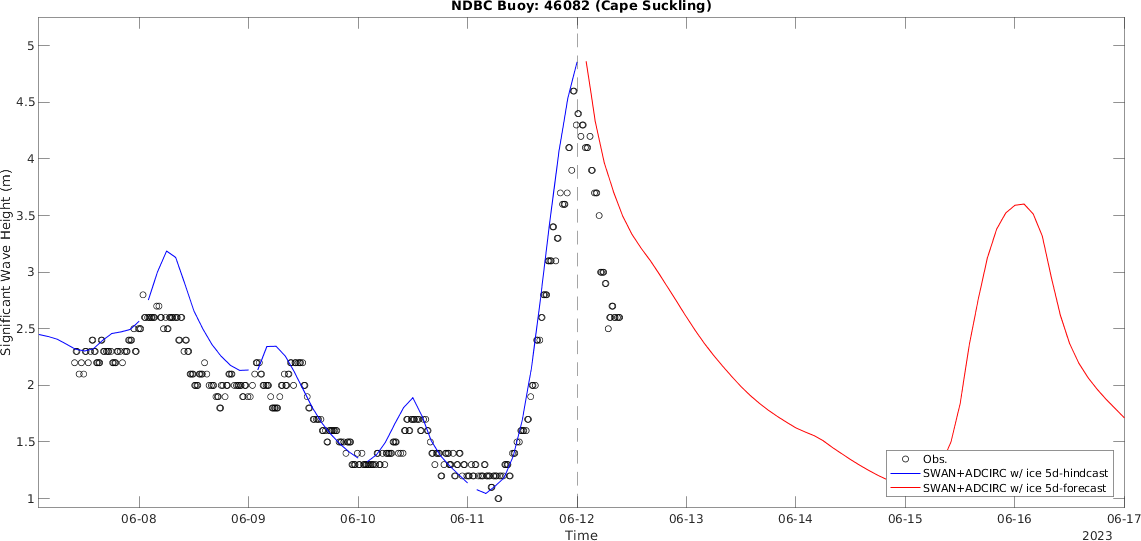 NDBC Buoy: 46082 (Cape Suckling)
Significant Wave Height (m)
5
4.5
4
3.5
3
2.5
2
1.5
1
Obs.
SWAN+ADCIRC w/ ice 5d-hindcast
SWAN+ADCIRC w/ ice 5d-forecast
06-08 06-09 06-10 06-11 06-12 06-13 06-14 06-15 06-16 06-17
Time
2023